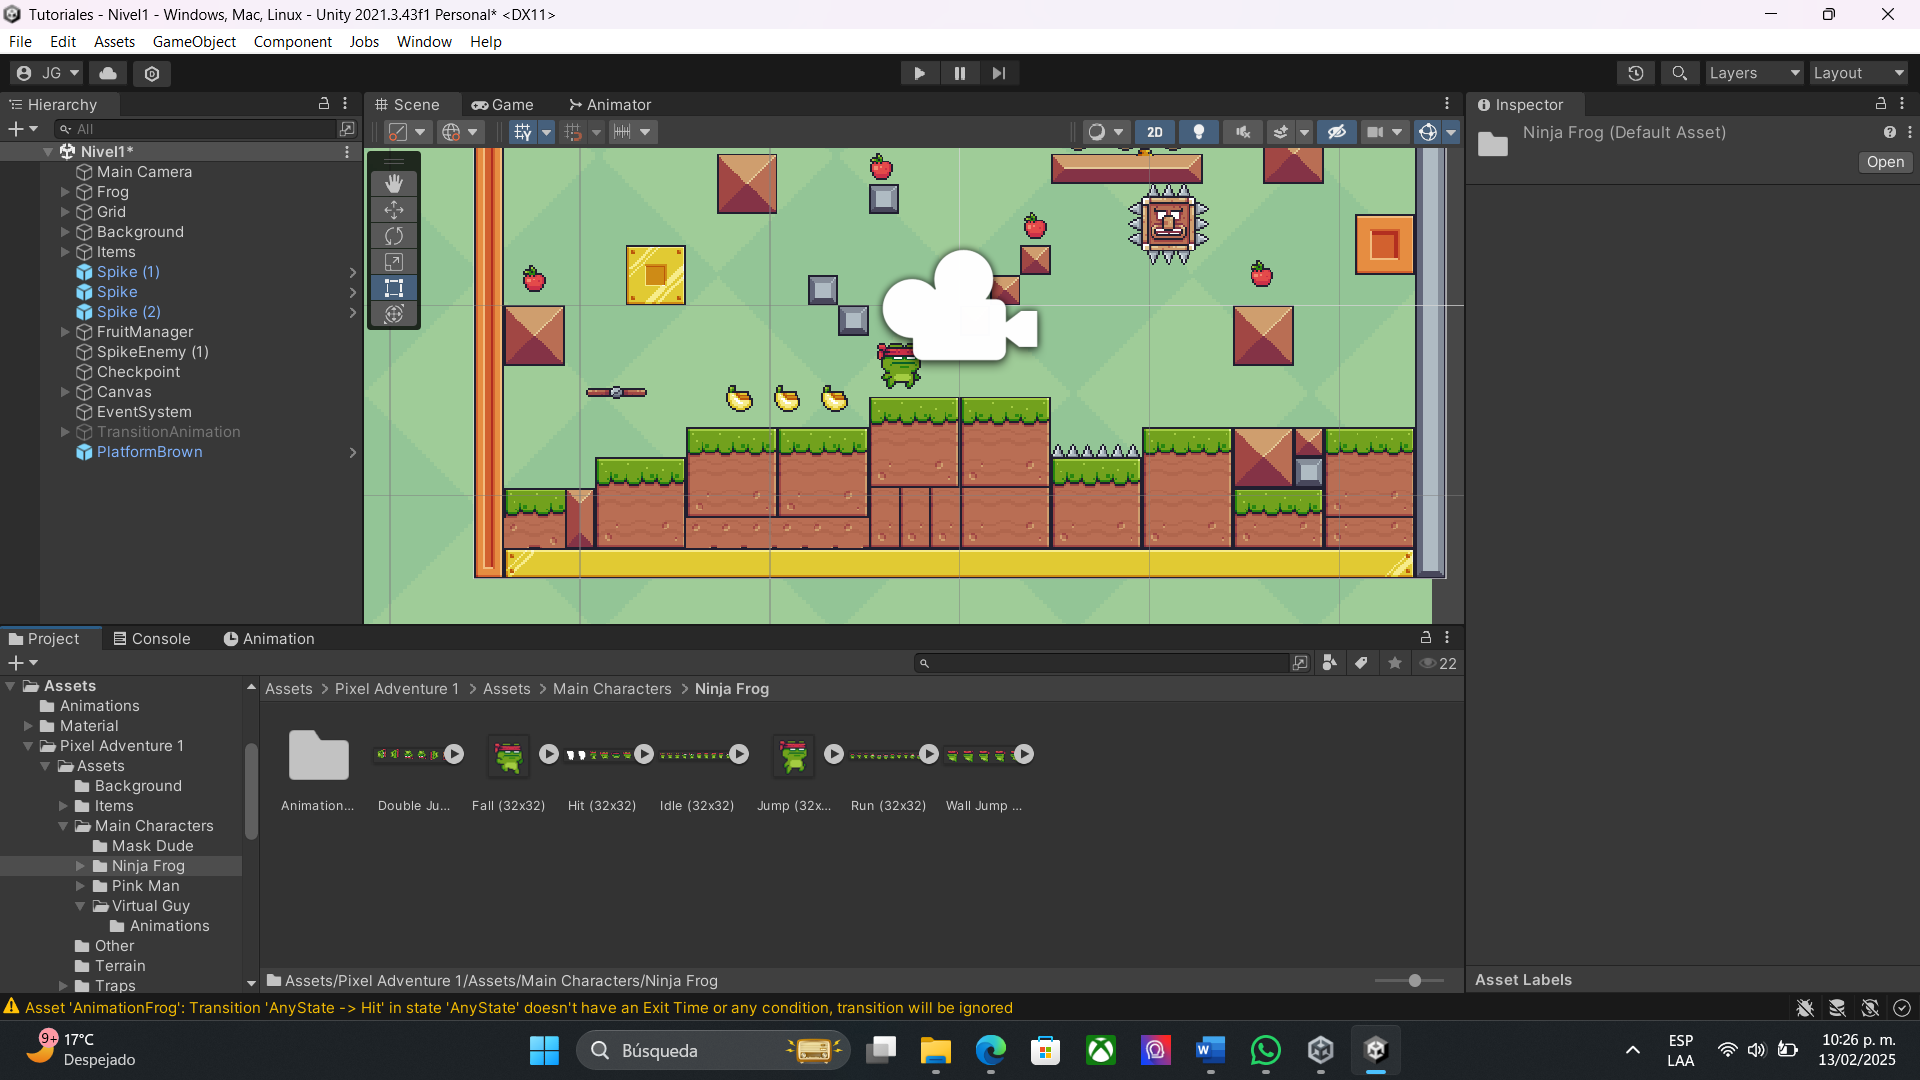 Tutoriales - Nivel1 - Windows, Mac, Linux - Unity 2021.3.43f1 Personal* <DX11>
File Edit Assets GameObject Component Jobs Window Help
JG
Layers
Layout
Hierarchy
Scene
Game
Animator
Inspector
All
2D
Ninja Frog (Default Asset)
Open
Nivel1*
Main Camera
Frog
Grid
Background
Items
Spike (1)
Spike
Spike (2)
FruitManager
SpikeEnemy (1)
Checkpoint
Canvas
EventSystem
TransitionAnimation
PlatformBrown
Project
Console
Animation
22
Assets
Animations
Material
Pixel Adventure 1
Assets
Background
Items
Main Characters
Mask Dude
Ninja Frog
Pink Man
Virtual Guy
Animations
Other
Terrain
Traps
Assets > Pixel Adventure 1 > Assets > Main Characters > Ninja Frog
Animation...
Double Ju...
Fall (32x32)
Hit (32x32)
Idle (32x32)
Jump (32x...
Run (32x32)
Wall Jump ...
Assets/Pixel Adventure 1/Assets/Main Characters/Ninja Frog
Asset Labels
Asset 'AnimationFrog': Transition 'AnyState -> Hit' in state 'AnyState' doesn't have an Exit Time or any condition, transition will be ignored
9+
17°C
Despejado
Búsqueda
ESP
LAA
10:26 p. m.
13/02/2025